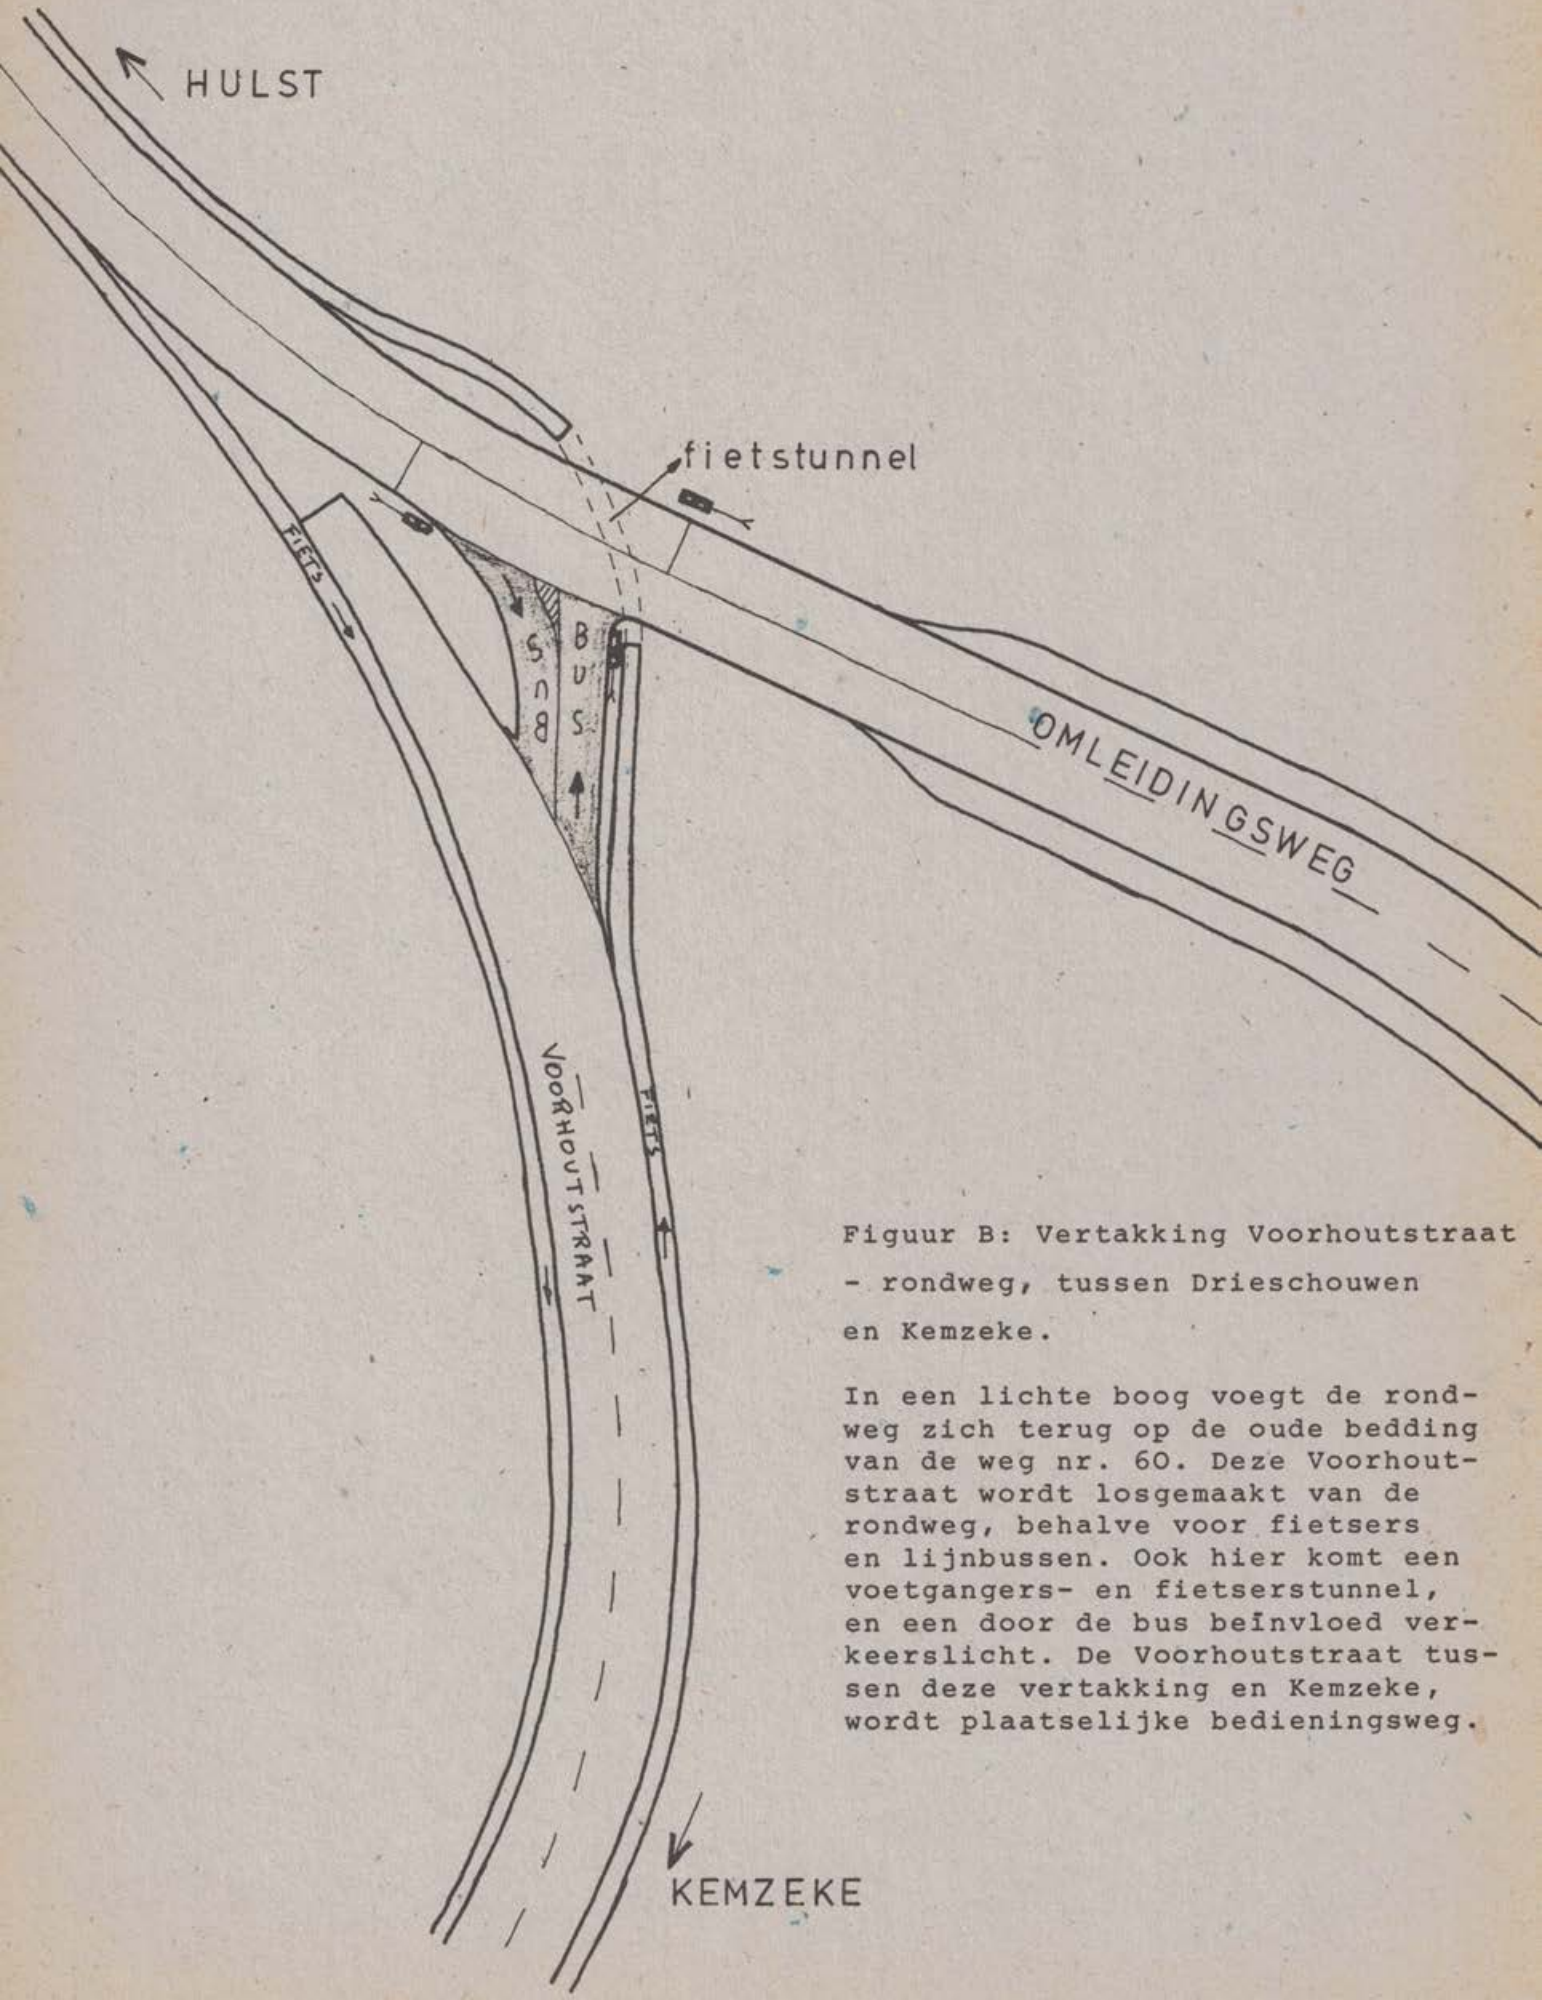 HULST
fietstunnel
FIETS
BUS
BUS
OMLEIDINGSWEG
VOORHOUTSTRAAT
FIETS
Figuur B: Vertakking Voorhoutstraat
- rondweg, tussen Drieschouwen
en Kemzeke.
In een lichte boog voegt de rond-
weg zich terug op de oude bedding
van de weg nr. 60. Deze Voorhout-
straat wordt losgemaakt van de
rondweg, behalve voor fietsers
en lijnbussen. Ook hier komt een
voetgangers- en fietserstunnel,
en een door de bus beïnvloed ver-
keerslicht. De Voorhoutstraat tus-
sen deze vertakking en Kemzeke,
wordt plaatselijke bedieningsweg.
KEMZEKE